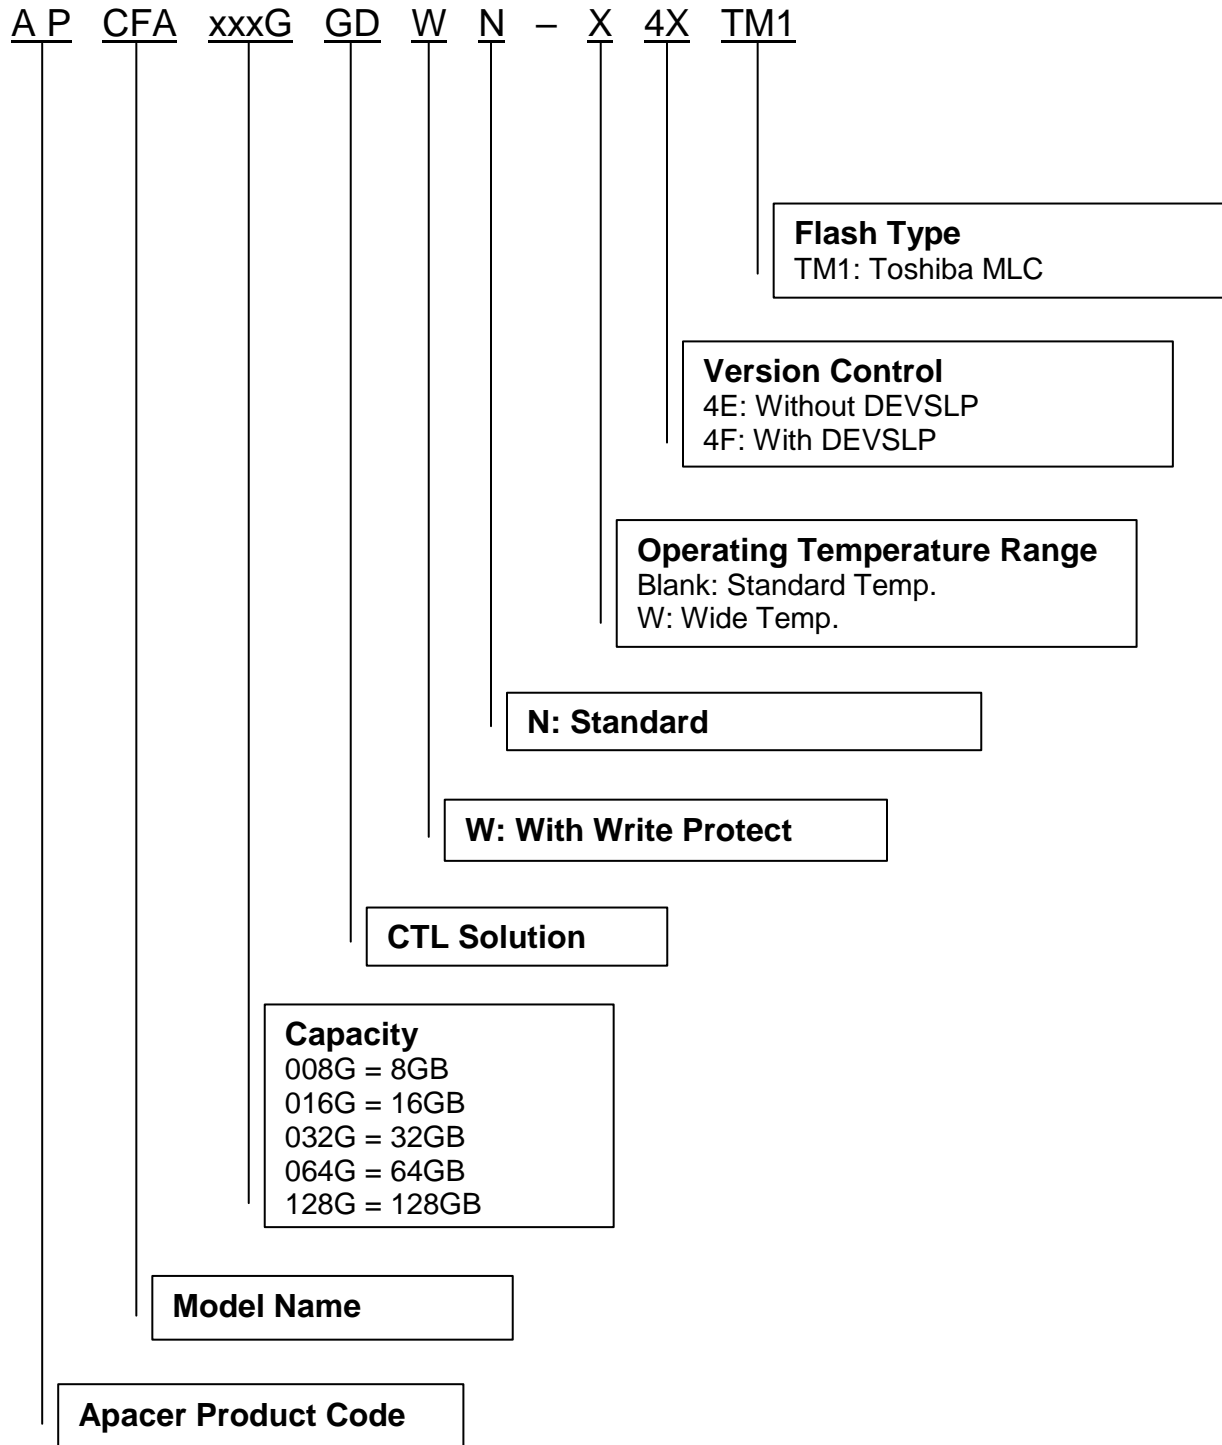 A P CFA xxxG GD W N – X 4X TM1
Flash Type
TM1: Toshiba MLC
Version Control
4E: Without DEVSLP
4F: With DEVSLP
Operating Temperature Range
Blank: Standard Temp.
W: Wide Temp.
N: Standard
W: With Write Protect
CTL Solution
Capacity
008G = 8GB
016G = 16GB
032G = 32GB
064G = 64GB
128G = 128GB
Model Name
Apacer Product Code